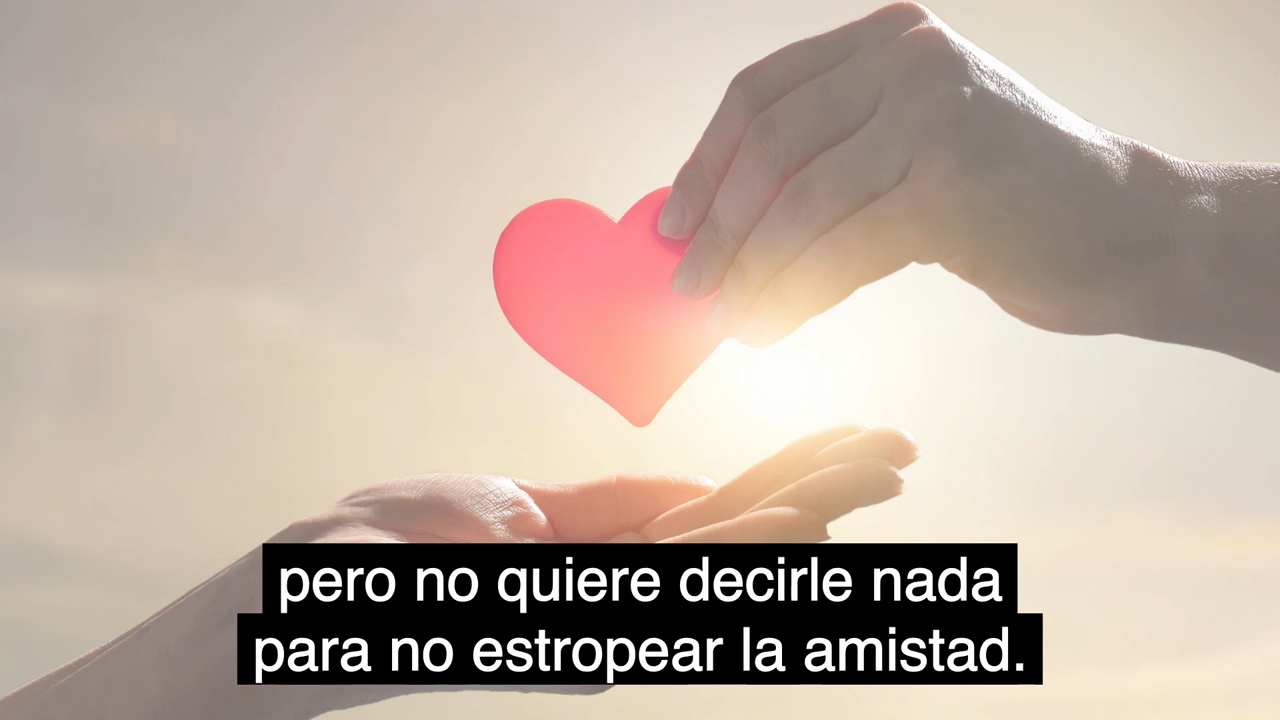 pero no quiere decirle nada
para no estropear la amistad.